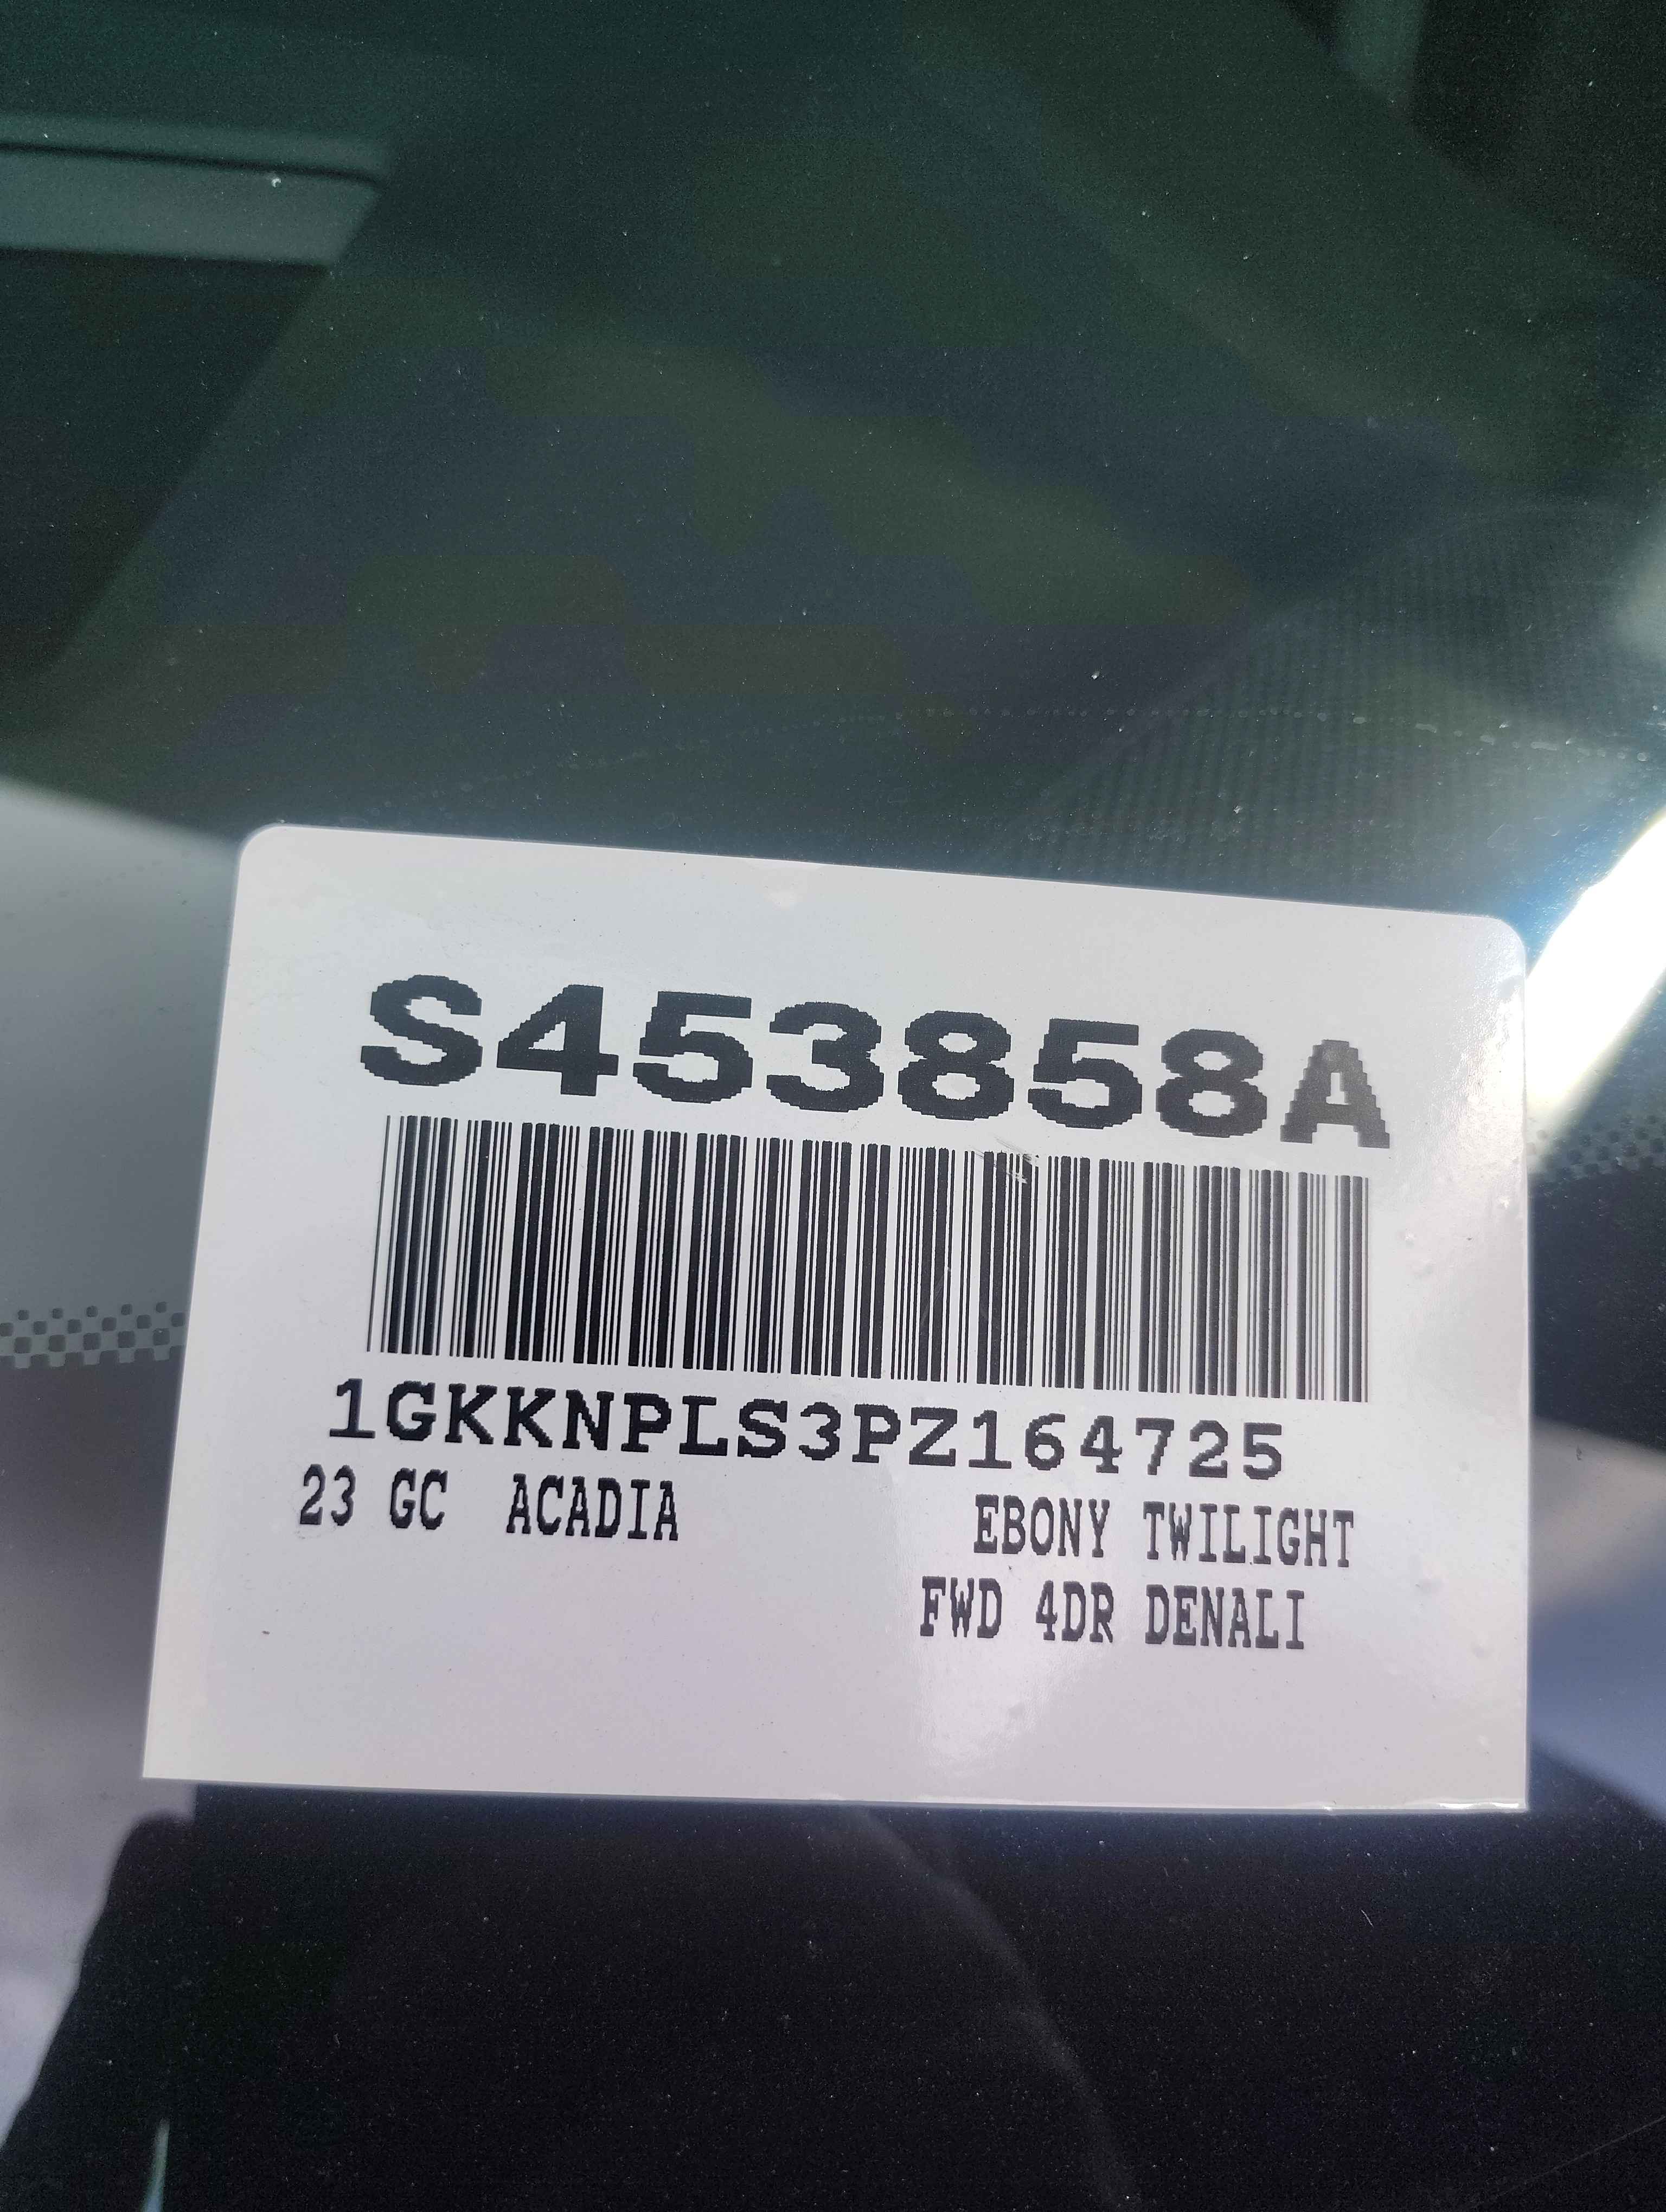 S453858A
1GKKNPLS3PZ164725
23 GC ACADIA
EBONY TWILIGHT
FWD 4DR DENALI